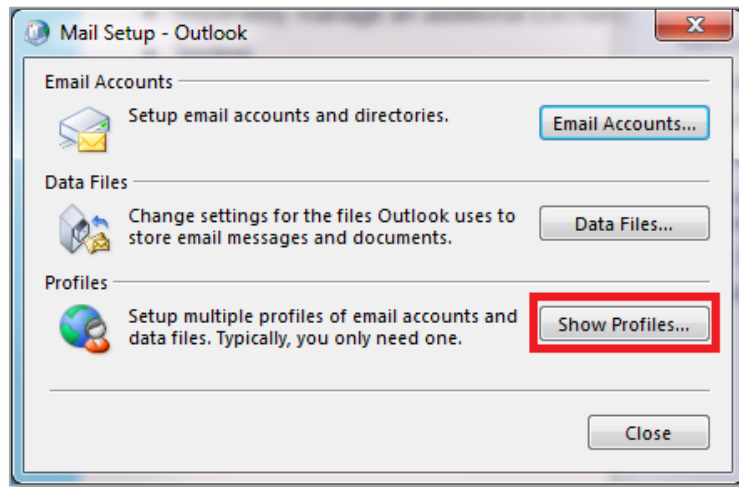 Mail Setup - Outlook
Email Accounts
Setup email accounts and directories.
Email Accounts...
Data Files
Change settings for the files Outlook uses to
store email messages and documents.
Data Files...
Profiles
Setup multiple profiles of email accounts and
data files. Typically, you only need one.
Show Profiles...
Close